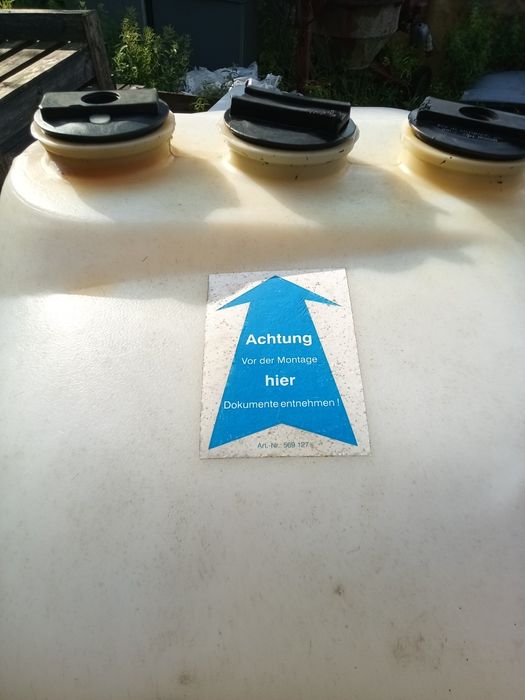 Achtung
Vor der Montage
hier
Dokumente entnehmen !
Art.-Nr.: 569 127